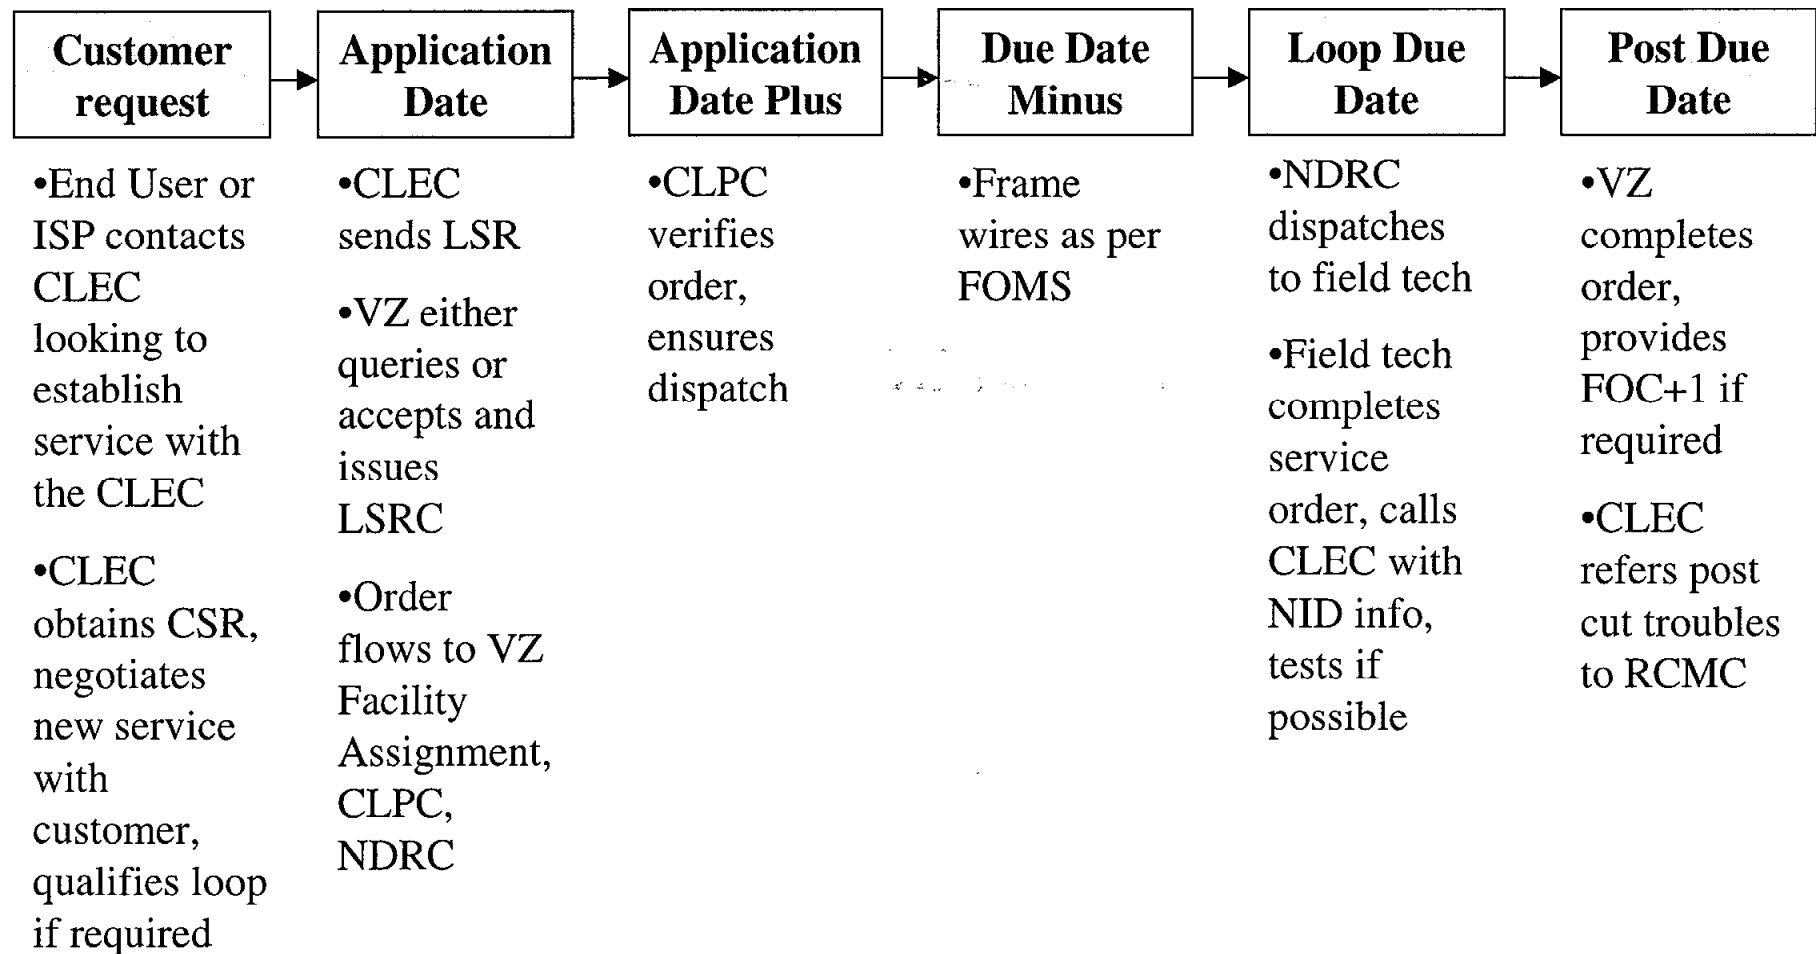 Customer
request
Application
Date
Application
Date Plus
Due Date
Minus
Loop Due
Date
Post Due
Date
•End User or
ISP contacts
CLEC
looking to
establish
service with
the CLEC
•CLEC
obtains CSR,
negotiates
new service
with
customer,
qualifies loop
if required
•CLEC
sends LSR
•VZ either
queries or
accepts and
issues
LSRC
•Order
flows to VZ
Facility
Assignment,
CLPC,
NDRC
•CLPC
verifies
order,
ensures
dispatch
•Frame
wires as per
FOMS
•NDRC
dispatches
to field tech
•Field tech
completes
service
order, calls
CLEC with
NID info,
tests if
possible
•VZ
completes
order,
provides
FOC+1 if
required
•CLEC
refers post
cut troubles
to RCMC